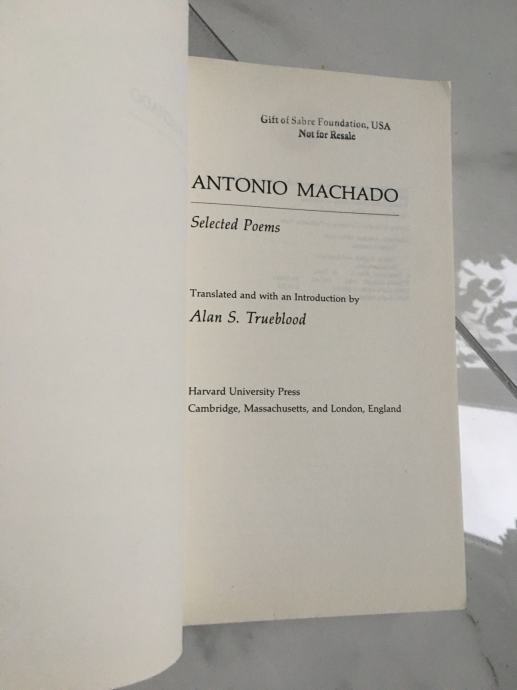 Gift of Sabre Foundation, USA
Not for Resale
ANTONIO MACHADO
Selected Poems
Translated and with an Introduction by
Alan S. Trueblood
Harvard University Press
Cambridge, Massachusetts, and London, England